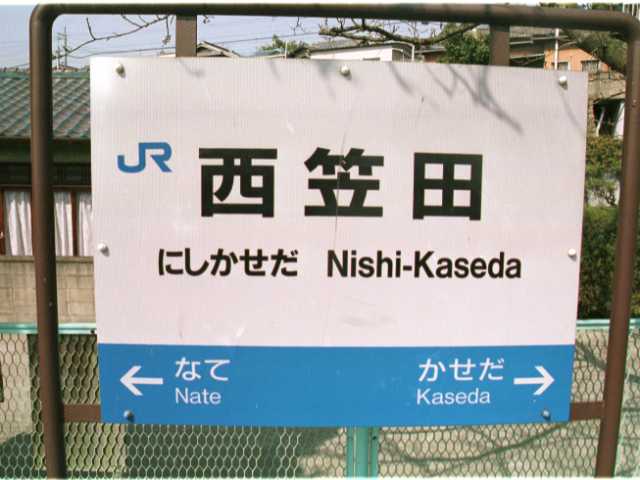 JR 西笠田
にしかせだ Nishi-Kaseda
← なて かせだ →
Nate Kaseda